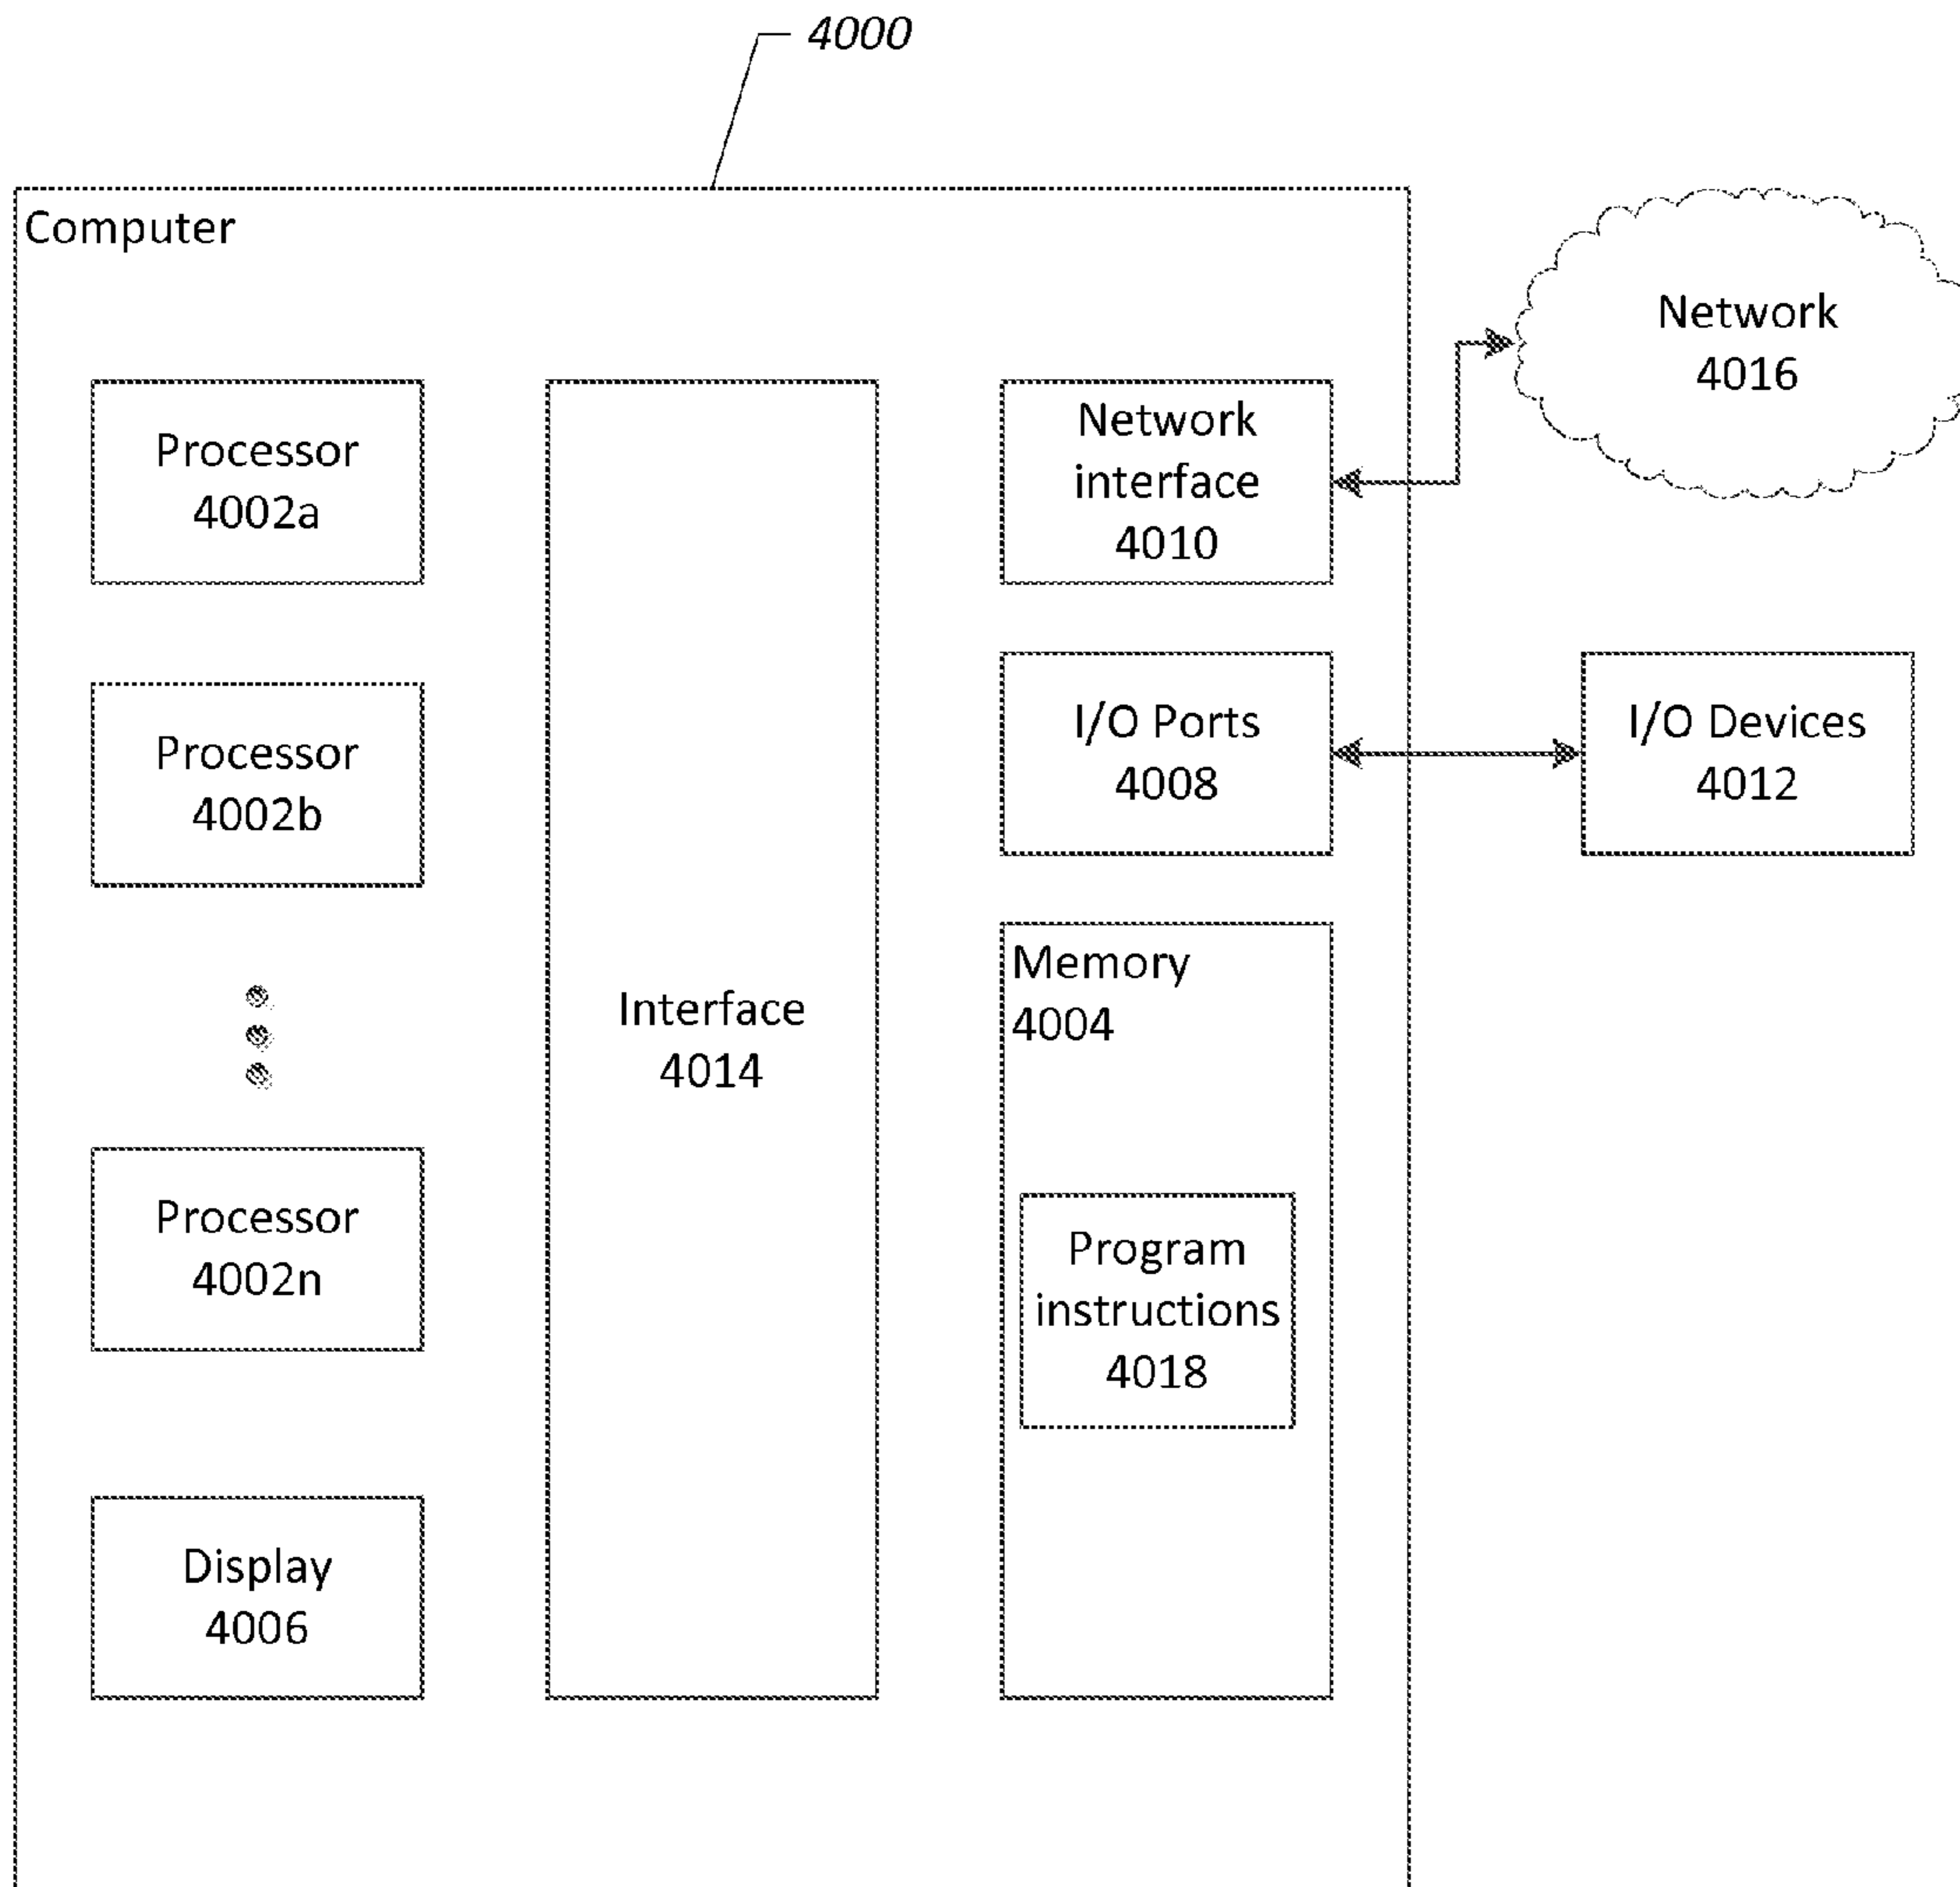 4000
Computer
Network
4016
Processor
4002a
Network
interface
4010
Processor
4002b
I/O Ports
4008
I/O Devices
4012
Interface
4014
Memory
4004
Processor
4002n
Program
instructions
4018
Display
4006